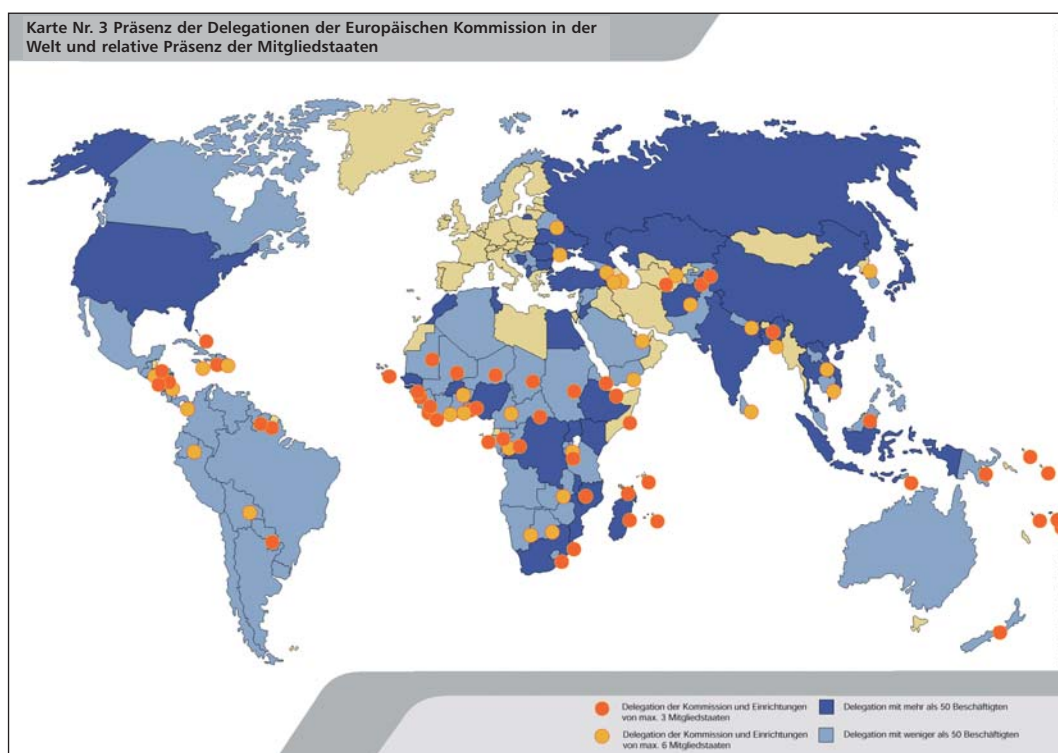 Karte Nr. 3 Präsenz der Delegationen der Europäischen Kommission in der
Welt und relative Präsenz der Mitgliedstaaten
Delegation der Kommission und Einrichtungen
von max. 3 Mitgliedstaaten
Delegation mit mehr als 50 Beschäftigten
Delegation der Kommission und Einrichtungen
von max. 6 Mitgliedstaaten
Delegation mit weniger als 50 Beschäftigten